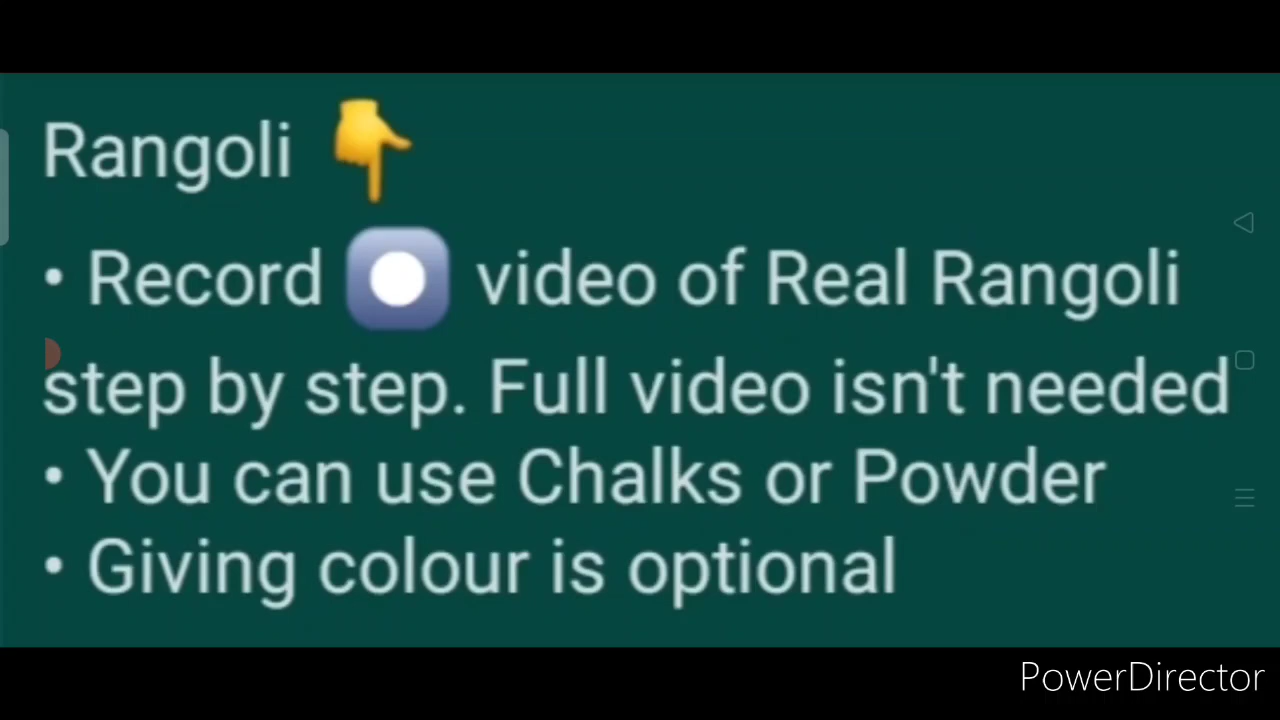 Rangoli 👇
• Record ⏺️ video of Real Rangoli
step by step. Full video isn't needed
• You can use Chalks or Powder
• Giving colour is optional
PowerDirector